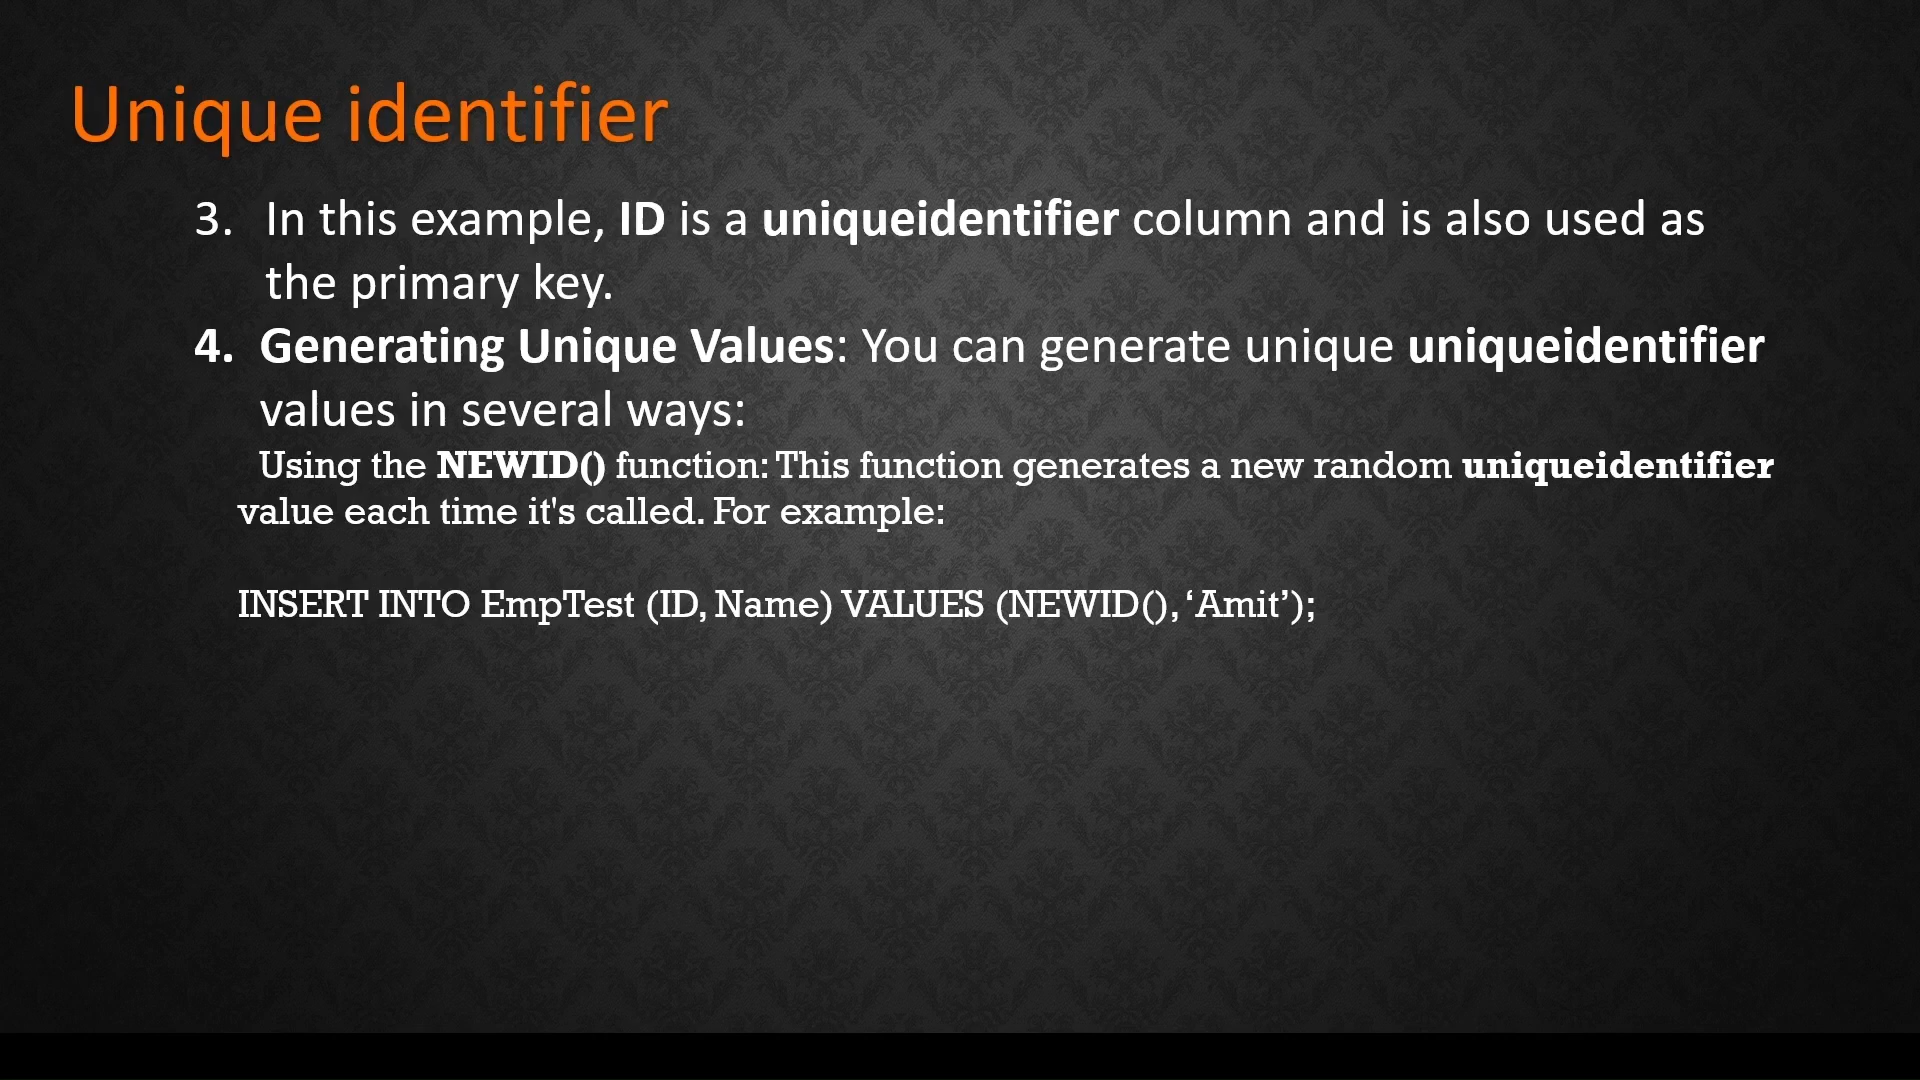 Unique identifier
3. In this example, ID is a uniqueidentifier column and is also used as
the primary key.
4. Generating Unique Values: You can generate unique uniqueidentifier
values in several ways:
Using the NEWID() function: This function generates a new random uniqueidentifier
value each time it's called. For example:
INSERT INTO EmpTest (ID, Name) VALUES (NEWID(), ‘Amit’);